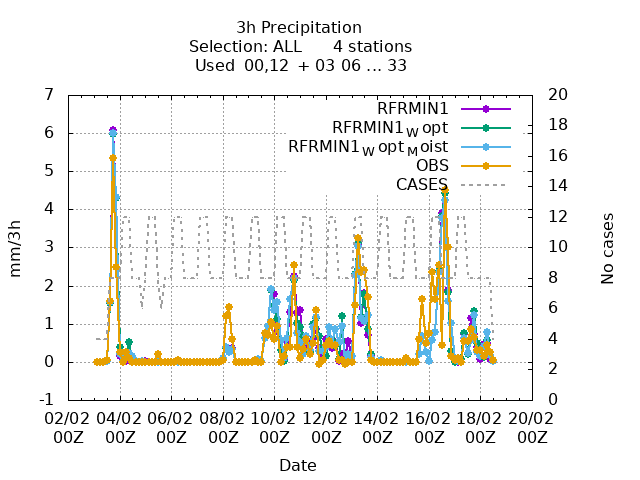 3h Precipitation
Selection: ALL 4 stations
Used 00,12 + 03 06 ... 33
7 20
RFRMIN1
6 18
RFRMIN1W opt
RFRMIN1W optM oist
5 16
OBS
CASES
4 14
12
3 10
2 8
6
1 4
0 2
-1 0
mm/3h
No cases
02/02 04/02 06/02 08/02 10/02 12/02 14/02 16/02 18/02 20/02
00Z 00Z 00Z 00Z 00Z 00Z 00Z 00Z 00Z 00Z
Date